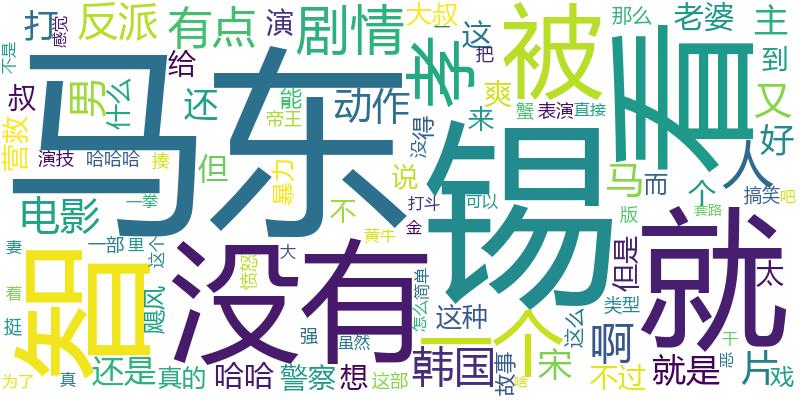 马东
锡
看
智
没有
就
被
孝
一个
剧情
人
电影
动作
韩国
有点
反派
打
演
给
叔
男
什么
还
能
帝王
营救
演技
哈哈哈
揍
暴力
但
一拳
不
说
来
没得
打斗
大叔
一
这
把
爽
蟹
表演
直接
那么
老婆
主
到
又
好
马
而
个
搞笑
吧
可以
套路
版
黄牛
金
妻
一部
里
这个
着
挺
飓风
愤怒
大
强
虽然
怎么
简单
这种
这么
类型
但是
太
啊
还是
真的
哈哈
警察
想
这部
故事
啥
宋
不过
就是
片
戏
干
恶
为了
真
不是
感觉